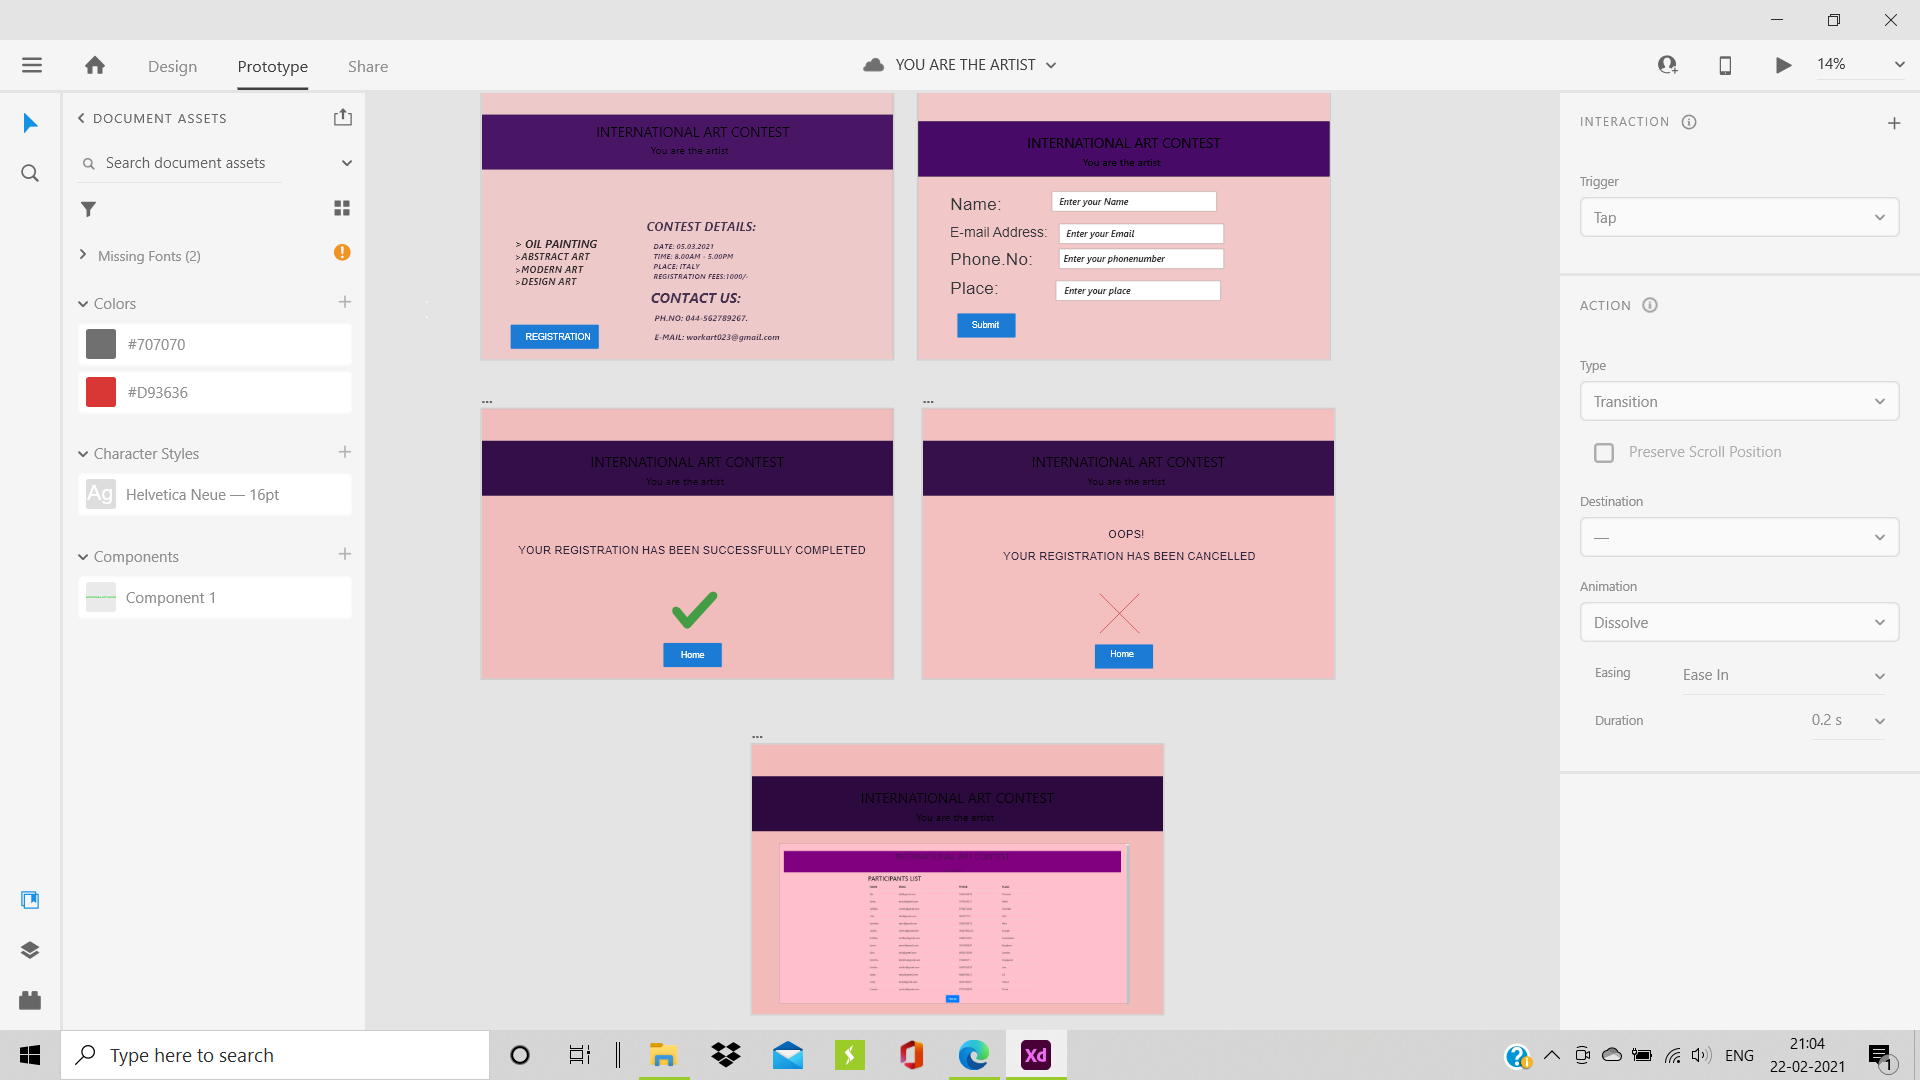 Design
Prototype
Share
YOU ARE THE ARTIST
14%
DOCUMENT ASSETS
Search document assets
Missing Fonts (2)
Colors
#707070
#D93636
Character Styles
Ag
Helvetica Neue — 16pt
Components
Component 1
INTERNATIONAL ART CONTEST
You are the artist
> OIL PAINTING
>ABSTRACT ART
>MODERN ART
>DESIGN ART
REGISTRATION
CONTEST DETAILS:
DATE: 05.03.2021
TIME: 8.00AM - 5.00PM
PLACE: ITALY
REGISTRATION FEES:1000/-
CONTACT US:
PH.NO: 044-562789267.
E-MAIL: workart023@gmail.com
INTERNATIONAL ART CONTEST
You are the artist
Name: Enter your Name
E-mail Address: Enter your Email
Phone.No: Enter your phonenumber
Place: Enter your place
Submit
...
INTERNATIONAL ART CONTEST
You are the artist
YOUR REGISTRATION HAS BEEN SUCCESSFULLY COMPLETED
Home
...
INTERNATIONAL ART CONTEST
You are the artist
OOPS!
YOUR REGISTRATION HAS BEEN CANCELLED
Home
...
INTERNATIONAL ART CONTEST
You are the artist
INTERNATIONAL ART CONTEST
PARTICIPANTS LIST
INTERACTION
Trigger
Tap
ACTION
Type
Transition
Preserve Scroll Position
Destination
—
Animation
Dissolve
Easing Ease In
Duration 0.2 s
Type here to search
Xd
ENG
21:04
22-02-2021
1